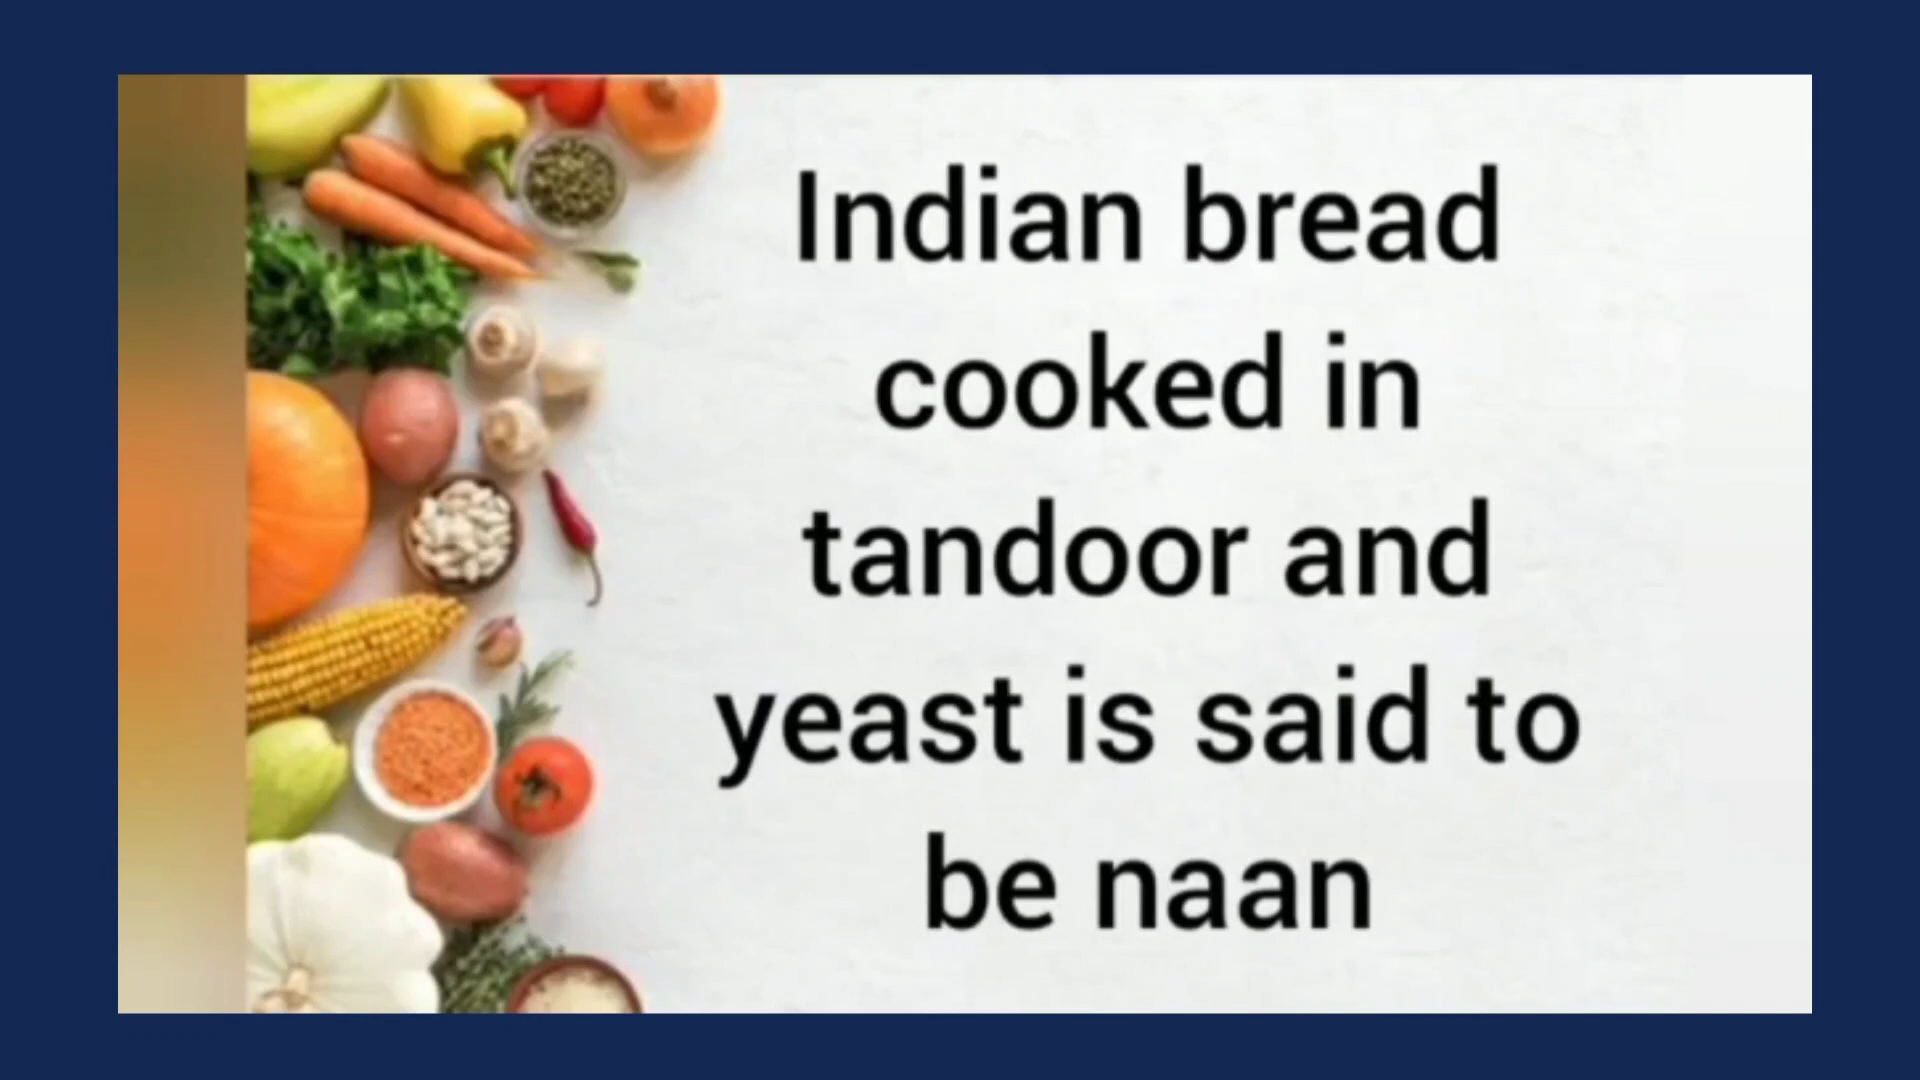 Indian bread
cooked in
tandoor and
yeast is said to
be naan